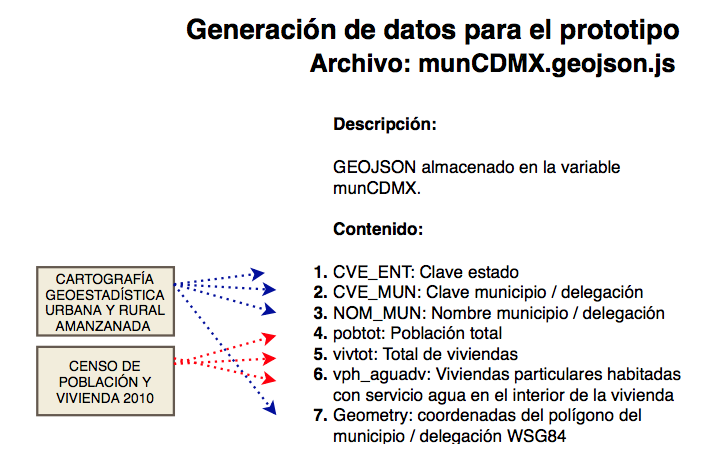 Generación de datos para el prototipo
Archivo: munCDMX.geojson.js
Descripción:
GEOJSON almacenado en la variable
munCDMX.
Contenido:
CARTOGRAFÍA
GEOESTADÍSTICA
URBANA Y RURAL
AMANZANADA
CENSO DE
POBLACIÓN Y
VIVIENDA 2010
1. CVE_ENT: Clave estado
2. CVE_MUN: Clave municipio / delegación
3. NOM_MUN: Nombre municipio / delegación
4. pobtot: Población total
5. vivtot: Total de viviendas
6. vph_aguadv: Viviendas particulares habitadas
con servicio agua en el interior de la vivienda
7. Geometry: coordenadas del polígono del
municipio / delegación WSG84